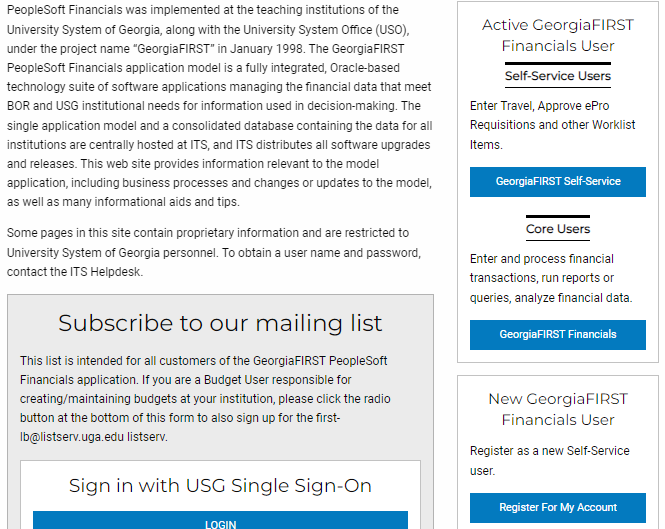 PeopleSoft Financials was implemented at the teaching institutions of the
University System of Georgia, along with the University System Office (USO),
under the project name “GeorgiaFIRST” in January 1998. The GeorgiaFIRST
PeopleSoft Financials application model is a fully integrated, Oracle-based
technology suite of software applications managing the financial data that meet
BOR and USG institutional needs for information used in decision-making. The
single application model and a consolidated database containing the data for all
institutions are centrally hosted at ITS, and ITS distributes all software upgrades
and releases. This web site provides information relevant to the model
application, including business processes and changes or updates to the model,
as well as many informational aids and tips.
Some pages in this site contain proprietary information and are restricted to
University System of Georgia personnel. To obtain a user name and password,
contact the ITS Helpdesk.
Subscribe to our mailing list
This list is intended for all customers of the GeorgiaFIRST PeopleSoft
Financials application. If you are a Budget User responsible for
creating/maintaining budgets at your institution, please click the radio
button at the bottom of this form to also sign up for the first-
lb@listserv.uga.edu listserv.
Sign in with USG Single Sign-On
LOGIN
Active GeorgiaFIRST
Financials User
Self-Service Users
Enter Travel, Approve ePro
Requisitions and other Worklist
Items.
GeorgiaFIRST Self-Service
Core Users
Enter and process financial
transactions, run reports or
queries, analyze financial data.
GeorgiaFIRST Financials
New GeorgiaFIRST
Financials User
Register as a new Self-Service
user.
Register For My Account